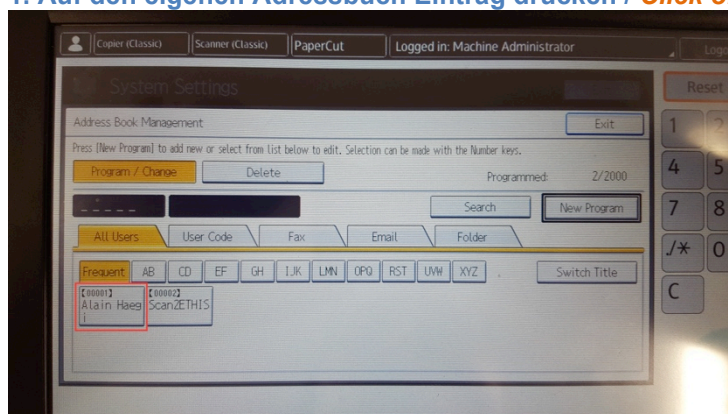 1. Auf den eigenen Adressbuch Eintrag drücken / Click o
Copier (Classic) Scanner (Classic) PaperCut Logged in: Machine Administrator Logo
System Settings
Reset
Address Book Management Exit
1 2
Press [New Program] to add new or select from list below to edit. Selection can be made with the Number keys.
Program / Change Delete Programmed: 2/2000
4 5
Search New Program
7 8
All Users User Code Fax Email Folder
./* 0
Frequent AB CD EF GH IJK LMN OPQ RST UVW XYZ Switch Title
C
【00001】 【00002】
Alain Haeg Scan2ETHIS
i